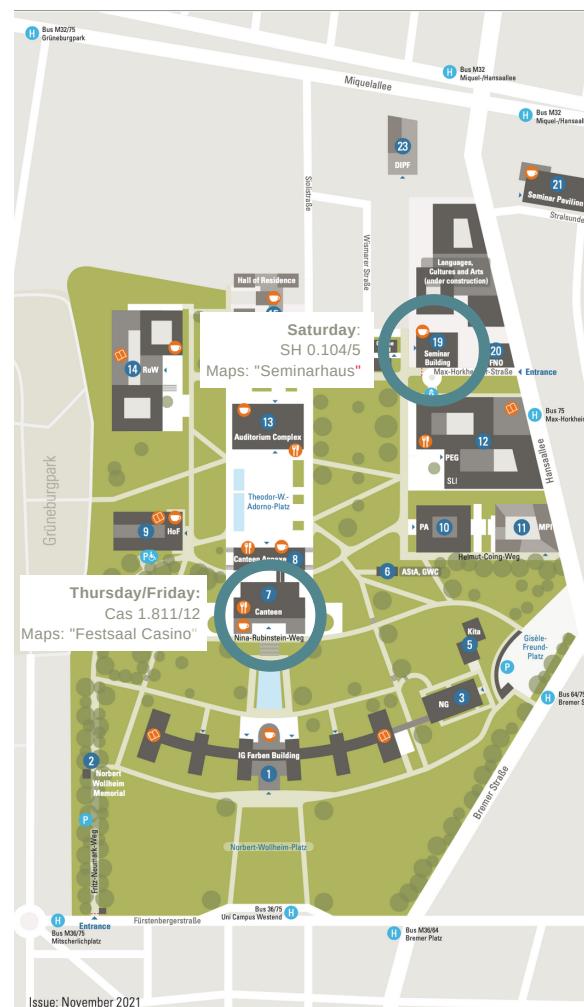 Bus M32/75
Grüneburgpark
Bus M32
Miquel-/Hansaallee
Miquelallee
Bus M32
23
DIPF
21
Seminar Pavilion
Siolistraße
Wismarer Straße
Languages,
Cultures and Arts
(under construction)
Hall of Residence
Saturday:
SH 0.104/5
Maps: "Seminarhaus"
19
Seminar
Building
20
FNO
Max-Horkheimer-Straße
Entrance
14 RuW
13
Auditorium Complex
Bus 75
12
PEG
SLI
Hansaallee
Grüneburgpark
Theodor-W.-
Adorno-Platz
9
HoF
PA
10
11
MPI
Helmut-Coing-Weg
Canteen Annexe 8
6 AStA, GWC
Thursday/Friday:
Cas 1.811/12
Maps: "Festsaal Casino"
7
Canteen
Nina-Rubinstein-Weg
Kita
5
Gisèle-
Freund-
Platz
P
3
NG
Bus 64/75
2
Norbert
Wollheim
Memorial
IG Farben Building
1
Bremer Straße
P
Fritz-Neumark-Weg
Norbert-Wollheim-Platz
Entrance
Fürstenbergerstraße
Bus 36/75
Uni Campus Westend
Bus M36/75
Mitscherlichplatz
Bus M36/64
Bremer Platz
Issue: November 2021